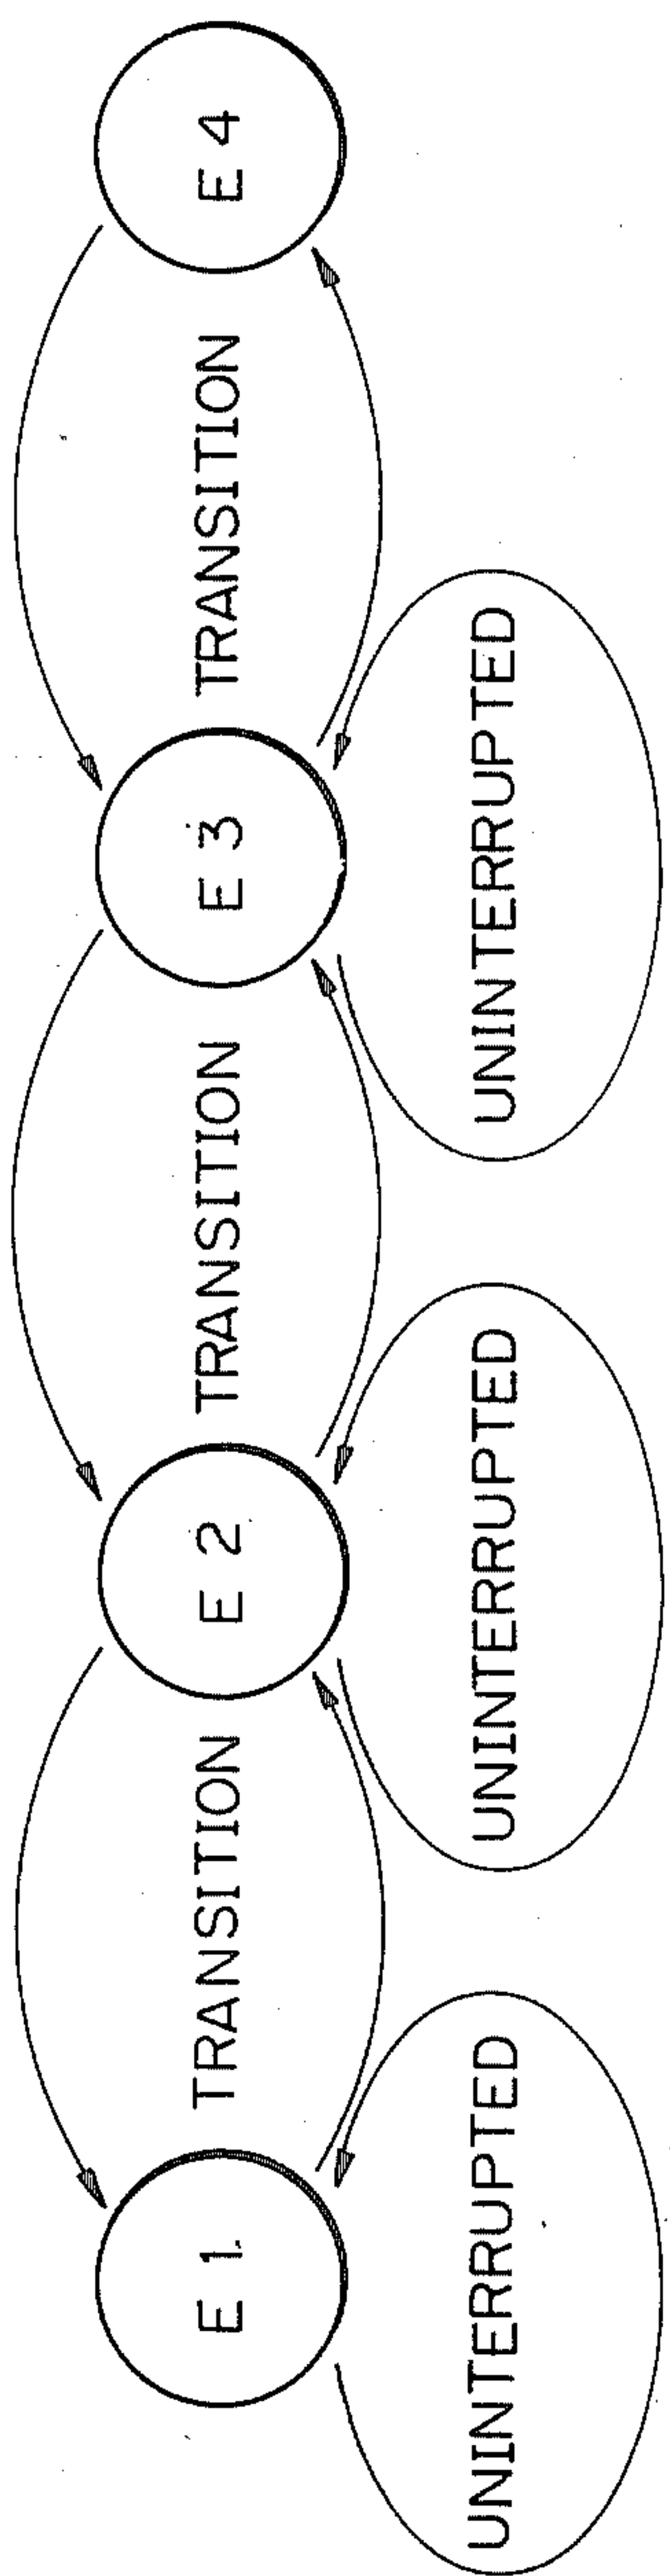 E 1
TRANSITION
E 2
TRANSITION
E 3
TRANSITION
E 4
UNINTERRUPTED
UNINTERRUPTED
UNINTERRUPTED